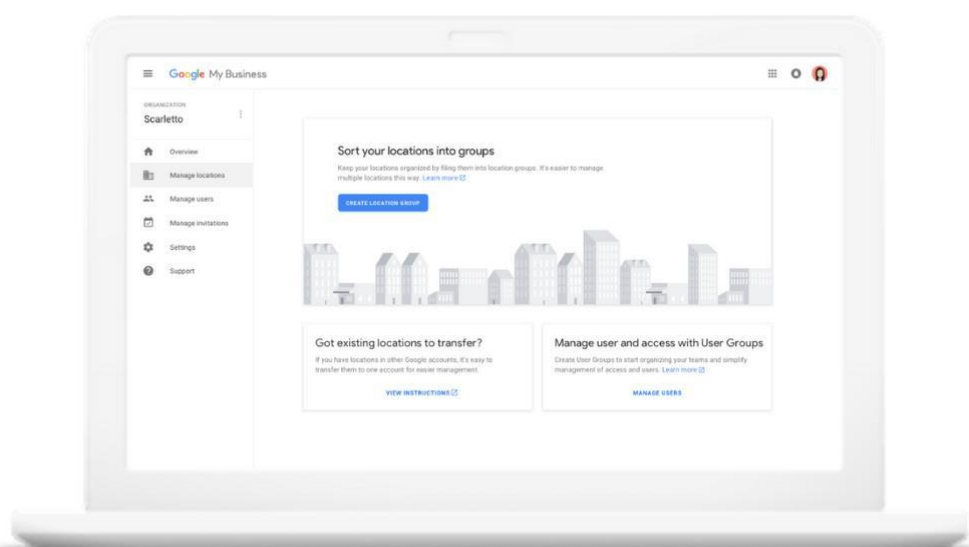 Google My Business
ORGANIZATION
Scarletto
Overview
Manage locations
Manage users
Manage invitations
Settings
Support
Sort your locations into groups
Keep your locations organized by filing them into location groups. It's easier to manage
multiple locations this way. Learn more
CREATE LOCATION GROUP
Got existing locations to transfer?
If you have locations in other Google accounts, it's easy to
transfer them to one account for easier management.
VIEW INSTRUCTIONS
Manage user and access with User Groups
Create User Groups to start organizing your teams and simplify
management of access and users. Learn more
MANAGE USERS